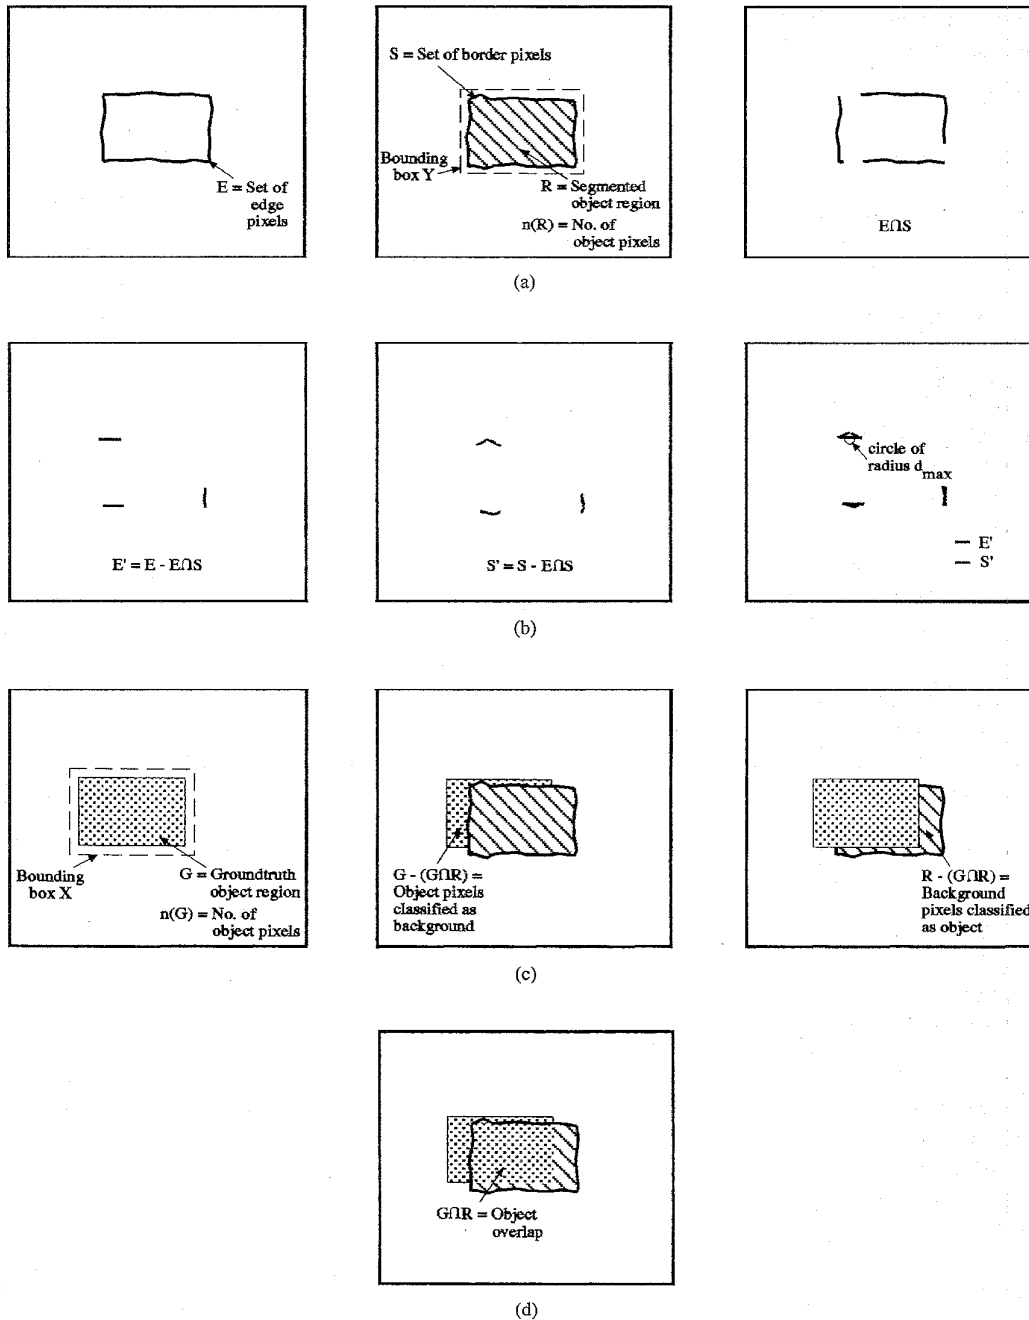 E = Set of
edge
pixels
S = Set of border pixels
Bounding
box Y
R = Segmented
object region
n(R) = No. of
object pixels
E∩S
(a)
E' = E - E∩S
S' = S - E∩S
circle of
radius dmax
E'
S'
(b)
Bounding
box X
G = Groundtruth
object region
n(G) = No. of
object pixels
G - (G∩R) =
Object pixels
classified as
background
R - (G∩R) =
Background
pixels classified
as object
(c)
G∩R = Object
overlap
(d)